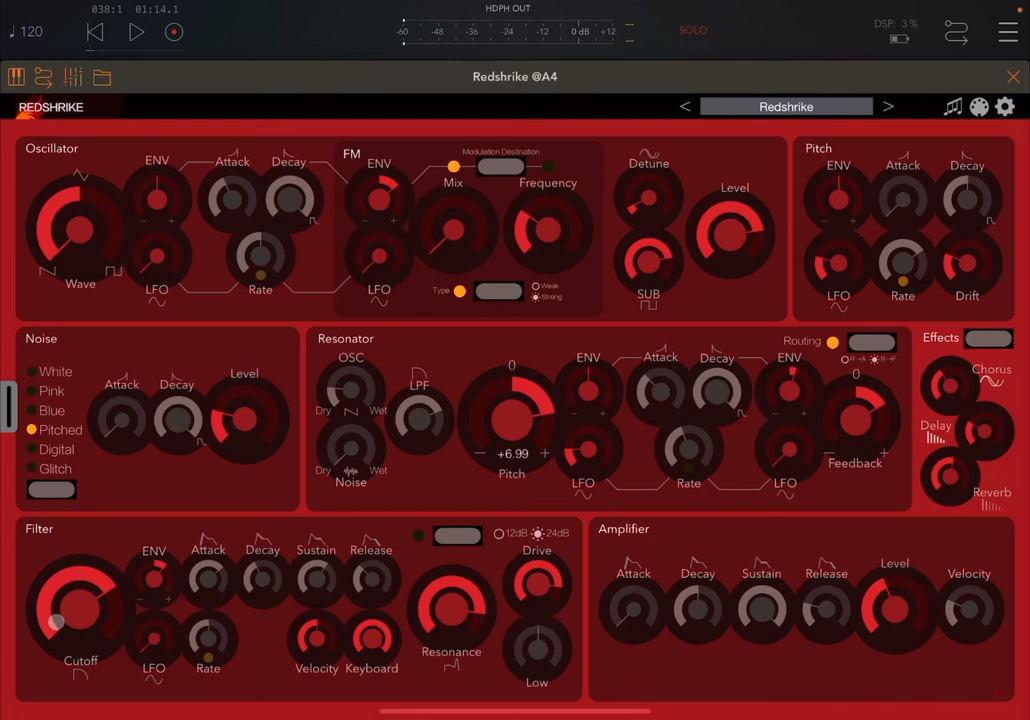 038:1 01:14.1
HDPH OUT
♩120
-60 -48 -36 -24 -12 0 dB +12
SOLO
DSP: 3 %
Redshrike @A4
REDSHRIKE
< Redshrike >
Oscillator
ENV
Attack
Decay
- +
Wave
LFO
Rate
FM
ENV
Modulation Destination
Mix
Frequency
- +
LFO
Type
Weak
Strong
Detune
SUB
Level
Pitch
ENV
Attack
Decay
- +
LFO
Rate
Drift
Noise
White
Pink
Blue
Pitched
Digital
Glitch
Attack
Decay
Level
Resonator
OSC
Dry Wet
Dry Wet
Noise
LPF
0
- +6.99 +
Pitch
ENV
- +
LFO
Attack
Decay
Rate
ENV
- +
LFO
Routing
R→A R→F
0
- +
Feedback
Effects
Chorus
Delay
Reverb
Filter
12dB 24dB
Cutoff
ENV
- +
LFO
Attack
Decay
Sustain
Release
Rate
Velocity
Keyboard
Resonance
Drive
Low
Amplifier
Attack
Decay
Sustain
Release
Level
Velocity